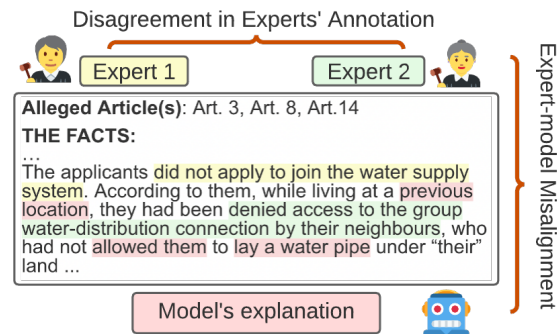 Disagreement in Experts' Annotation
Expert 1
Expert 2
Alleged Article(s): Art. 3, Art. 8, Art.14
THE FACTS:
...
The applicants did not apply to join the water supply
system. According to them, while living at a previous
location, they had been denied access to the group
water-distribution connection by their neighbours, who
had not allowed them to lay a water pipe under “their”
land ...
Model's explanation
Expert-model Misalignment